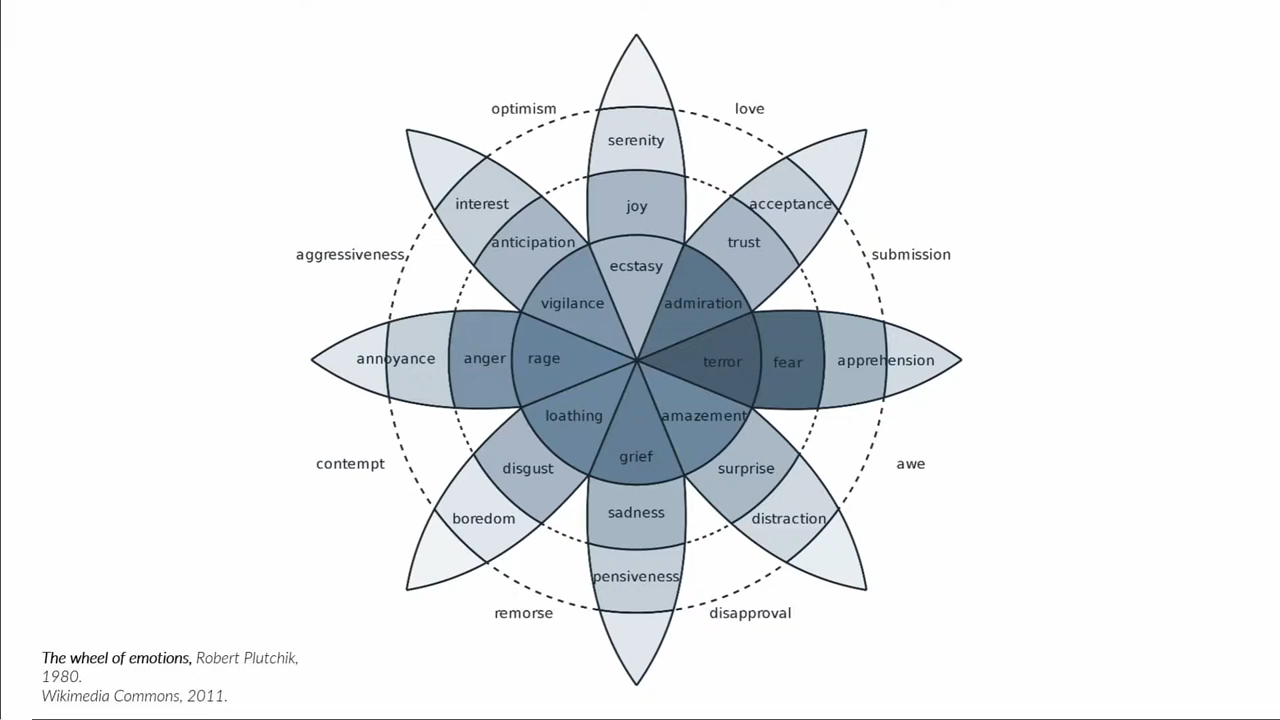 optimism
love
serenity
interest
joy
acceptance
anticipation
trust
aggressiveness
ecstasy
submission
vigilance
admiration
annoyance
anger
rage
terror
fear
apprehension
loathing
amazement
contempt
grief
awe
disgust
surprise
boredom
sadness
distraction
pensiveness
remorse
disapproval
The wheel of emotions, Robert Plutchik,
1980.
Wikimedia Commons, 2011.